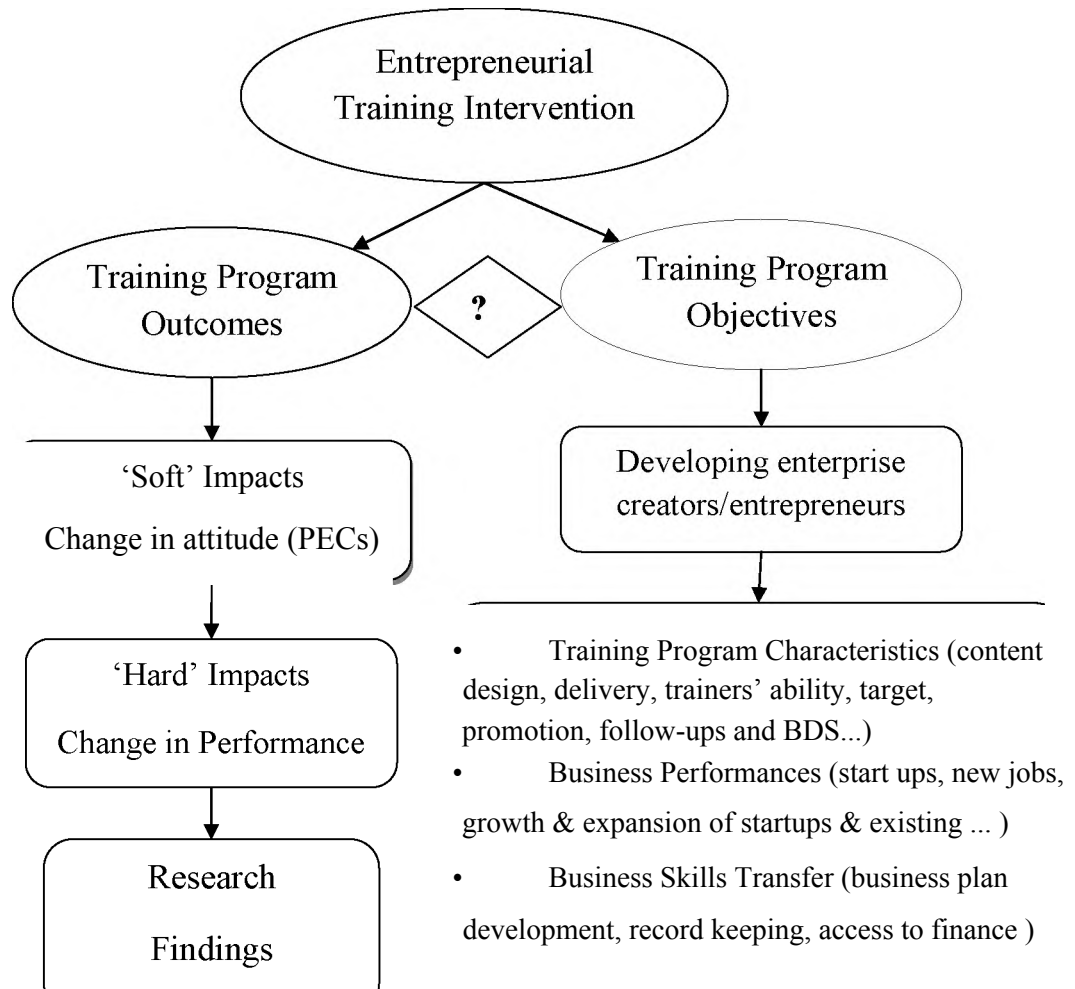 Entrepreneurial
Training Intervention
Training Program
Outcomes
?
Training Program
Objectives
‘Soft’ Impacts
Change in attitude (PECs)
Developing enterprise
creators/entrepreneurs
‘Hard’ Impacts
Change in Performance
• Training Program Characteristics (content
design, delivery, trainers’ ability, target,
promotion, follow-ups and BDS...)
• Business Performances (start ups, new jobs,
growth & expansion of startups & existing ... )
• Business Skills Transfer (business plan
development, record keeping, access to finance )
Research
Findings